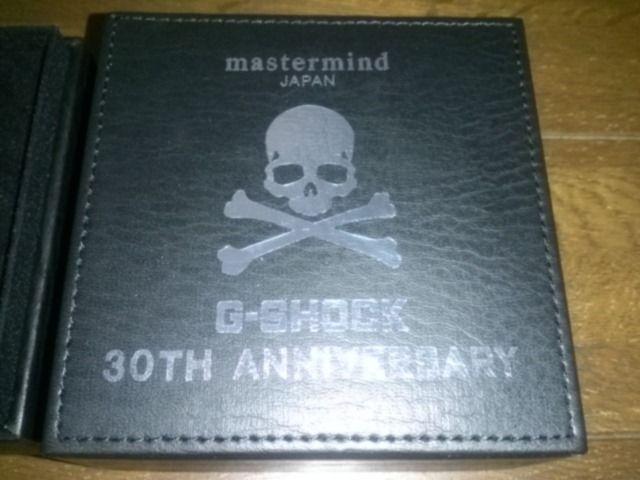 mastermind
JAPAN
G-SHOCK
30TH ANNIVERSARY